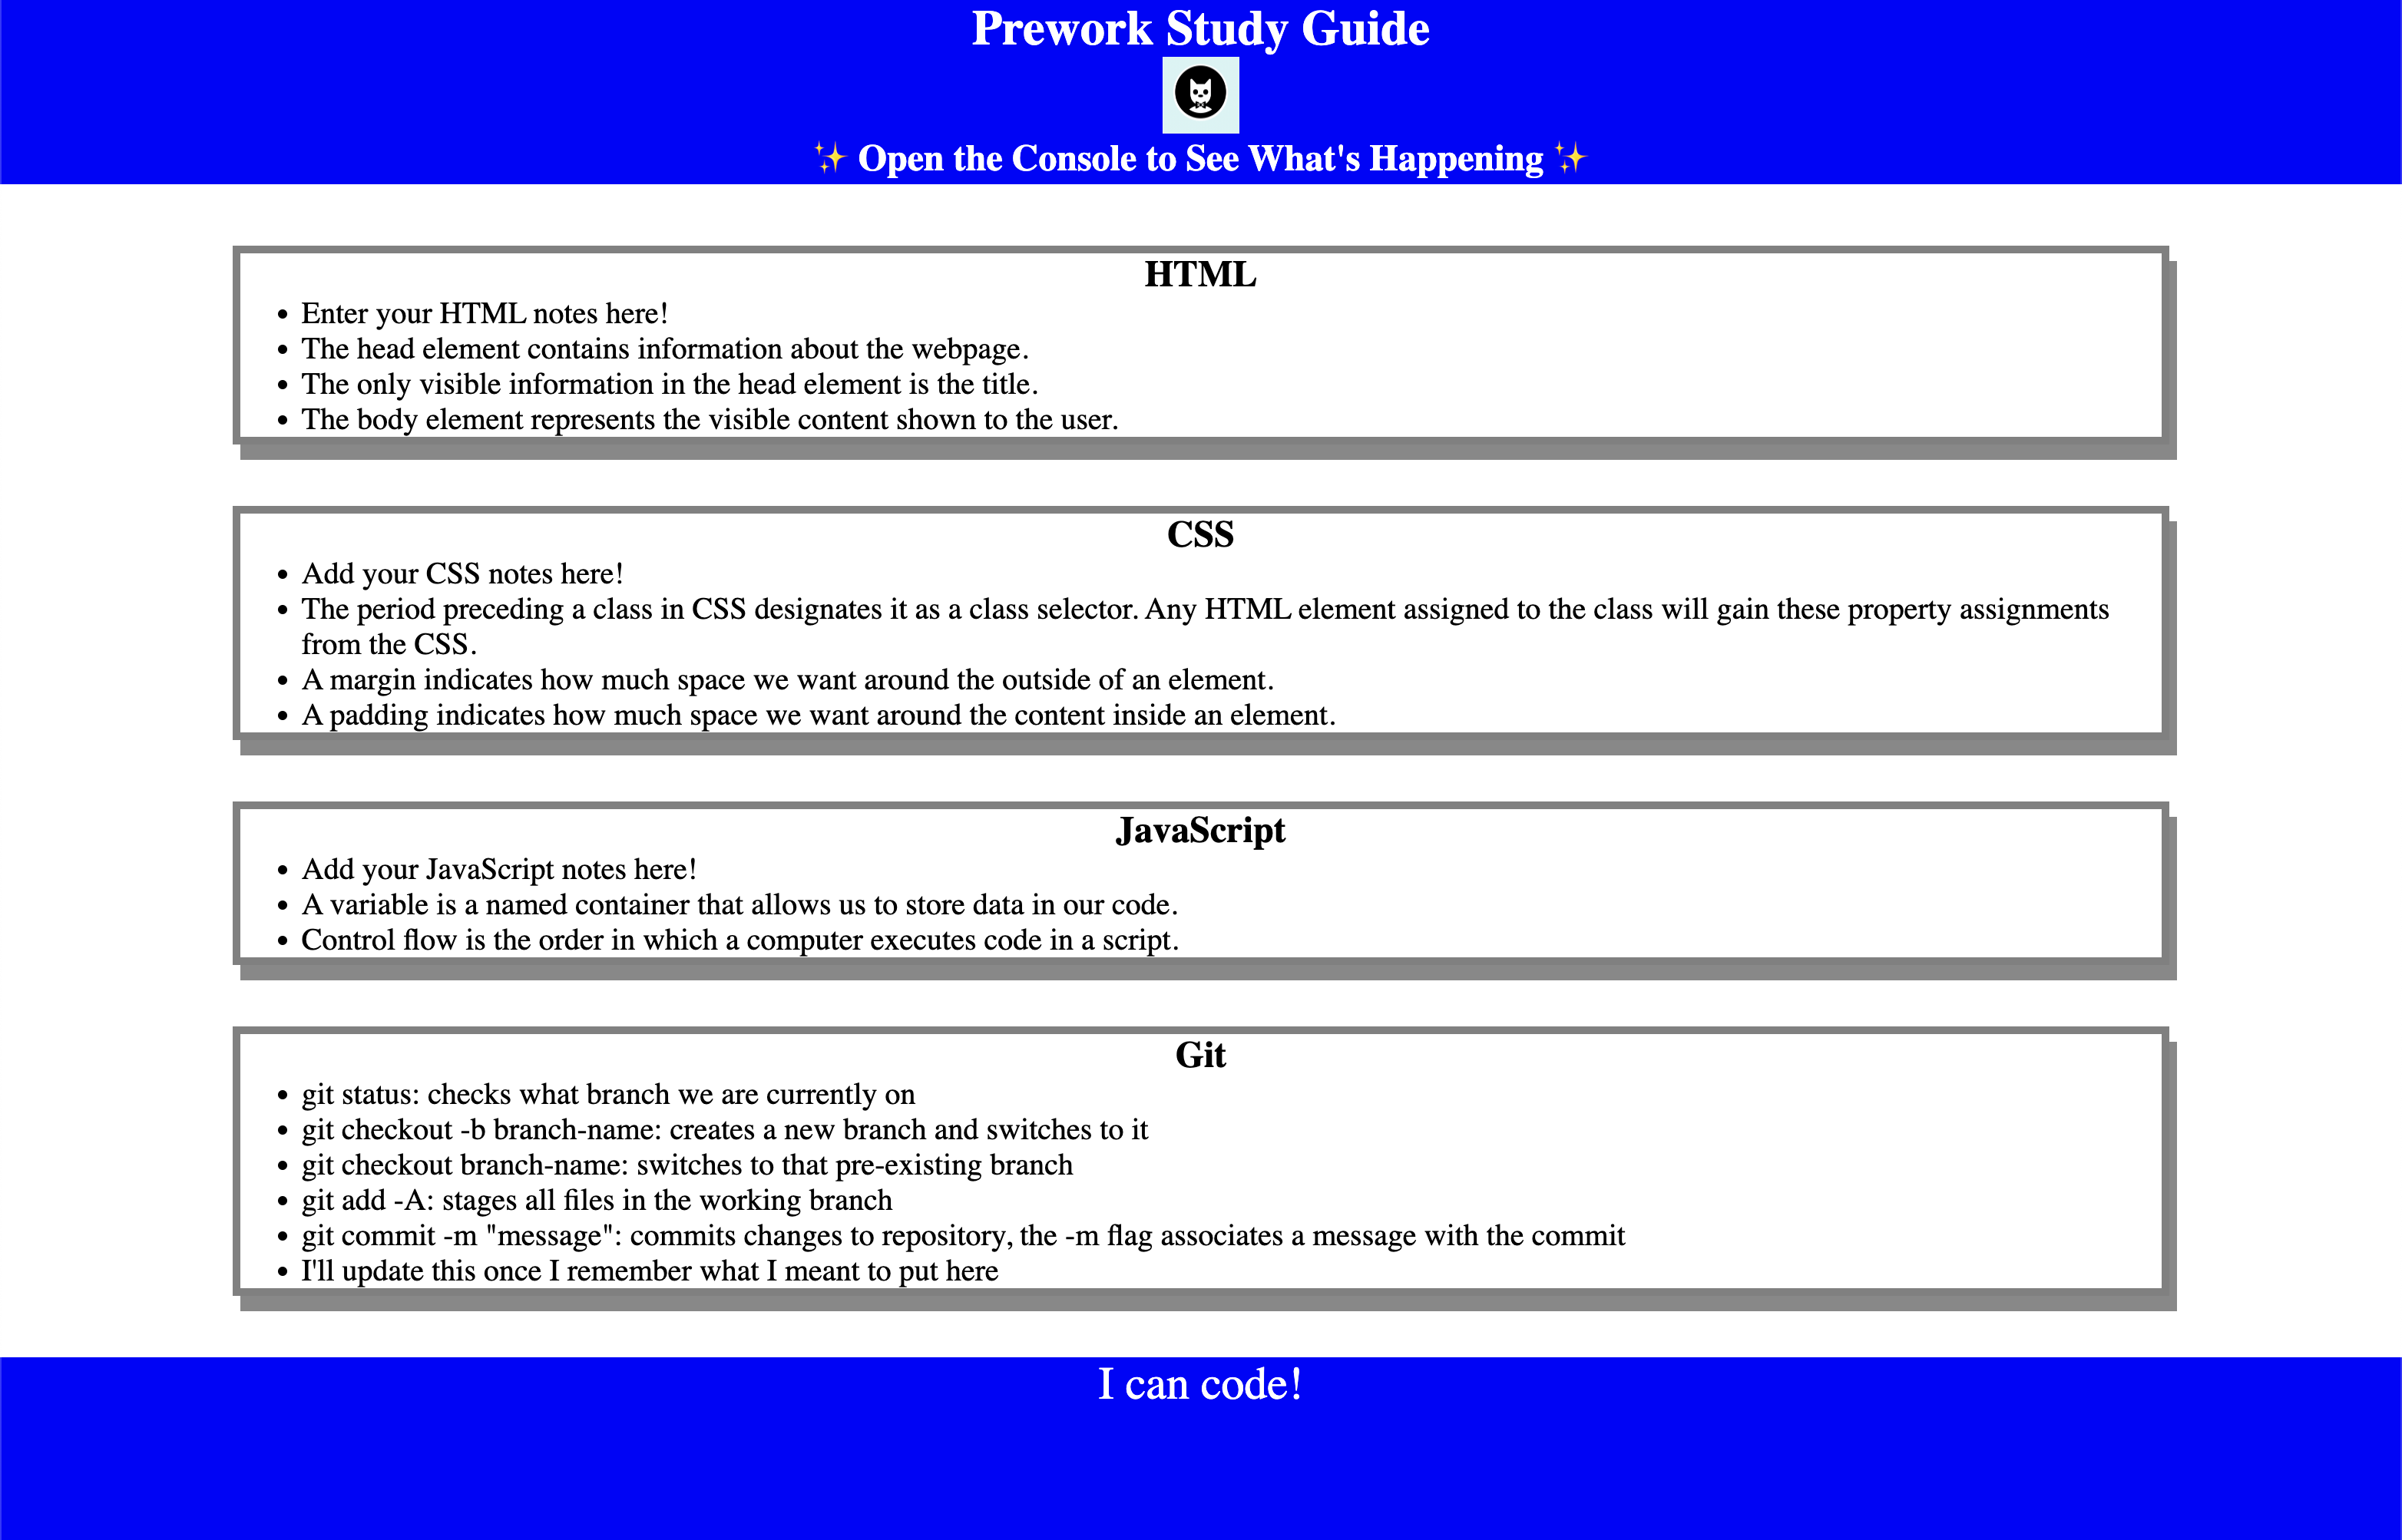 Prework Study Guide
✨ Open the Console to See What's Happening ✨
HTML
• Enter your HTML notes here!
• The head element contains information about the webpage.
• The only visible information in the head element is the title.
• The body element represents the visible content shown to the user.
CSS
• Add your CSS notes here!
• The period preceding a class in CSS designates it as a class selector. Any HTML element assigned to the class will gain these property assignments
from the CSS.
• A margin indicates how much space we want around the outside of an element.
• A padding indicates how much space we want around the content inside an element.
JavaScript
• Add your JavaScript notes here!
• A variable is a named container that allows us to store data in our code.
• Control flow is the order in which a computer executes code in a script.
Git
• git status: checks what branch we are currently on
• git checkout -b branch-name: creates a new branch and switches to it
• git checkout branch-name: switches to that pre-existing branch
• git add -A: stages all files in the working branch
• git commit -m "message": commits changes to repository, the -m flag associates a message with the commit
• I'll update this once I remember what I meant to put here
I can code!